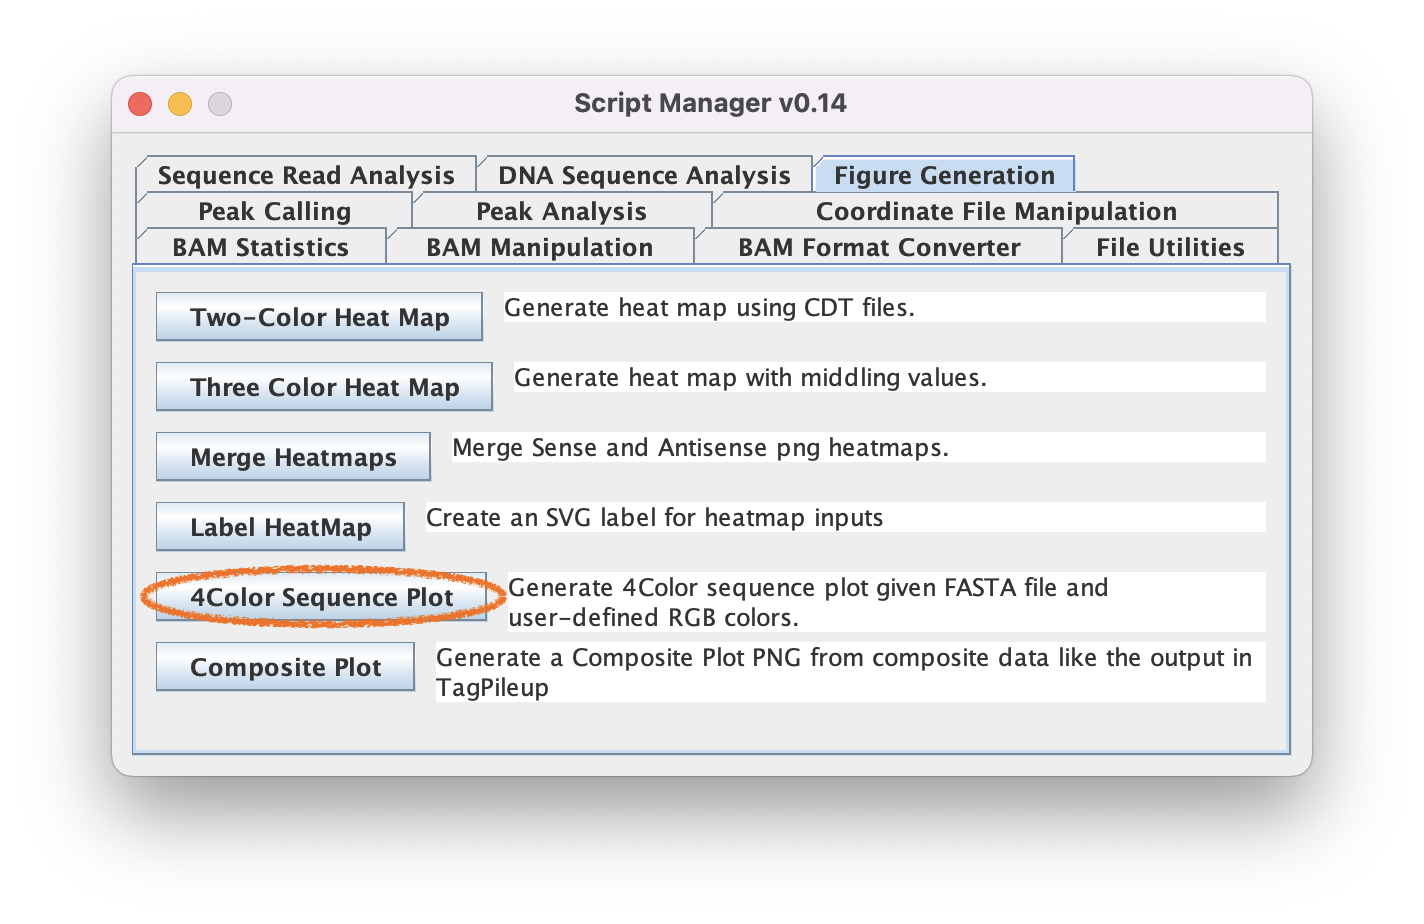 Script Manager v0.14
Sequence Read Analysis
DNA Sequence Analysis
Figure Generation
Peak Calling
Peak Analysis
Coordinate File Manipulation
BAM Statistics
BAM Manipulation
BAM Format Converter
File Utilities
Two-Color Heat Map
Generate heat map using CDT files.
Three Color Heat Map
Generate heat map with middling values.
Merge Heatmaps
Merge Sense and Antisense png heatmaps.
Label HeatMap
Create an SVG label for heatmap inputs
4Color Sequence Plot
Generate 4Color sequence plot given FASTA file and
user-defined RGB colors.
Composite Plot
Generate a Composite Plot PNG from composite data like the output in
TagPileup